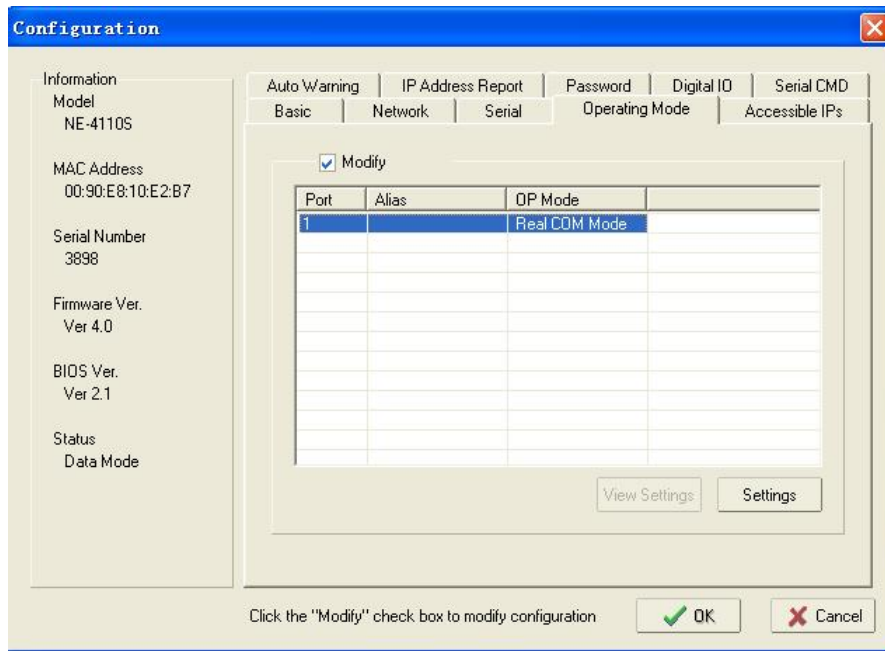 Configuration
Information
Model
NE-4110S
MAC Address
00:90:E8:10:E2:B7
Serial Number
3898
Firmware Ver.
Ver 4.0
BIOS Ver.
Ver 2.1
Status
Data Mode
Auto Warning IP Address Report Password Digital IO Serial CMD
Basic Network Serial Operating Mode Accessible IPs
Modify
Port Alias OP Mode
1 Real COM Mode
View Settings Settings
Click the "Modify" check box to modify configuration OK Cancel